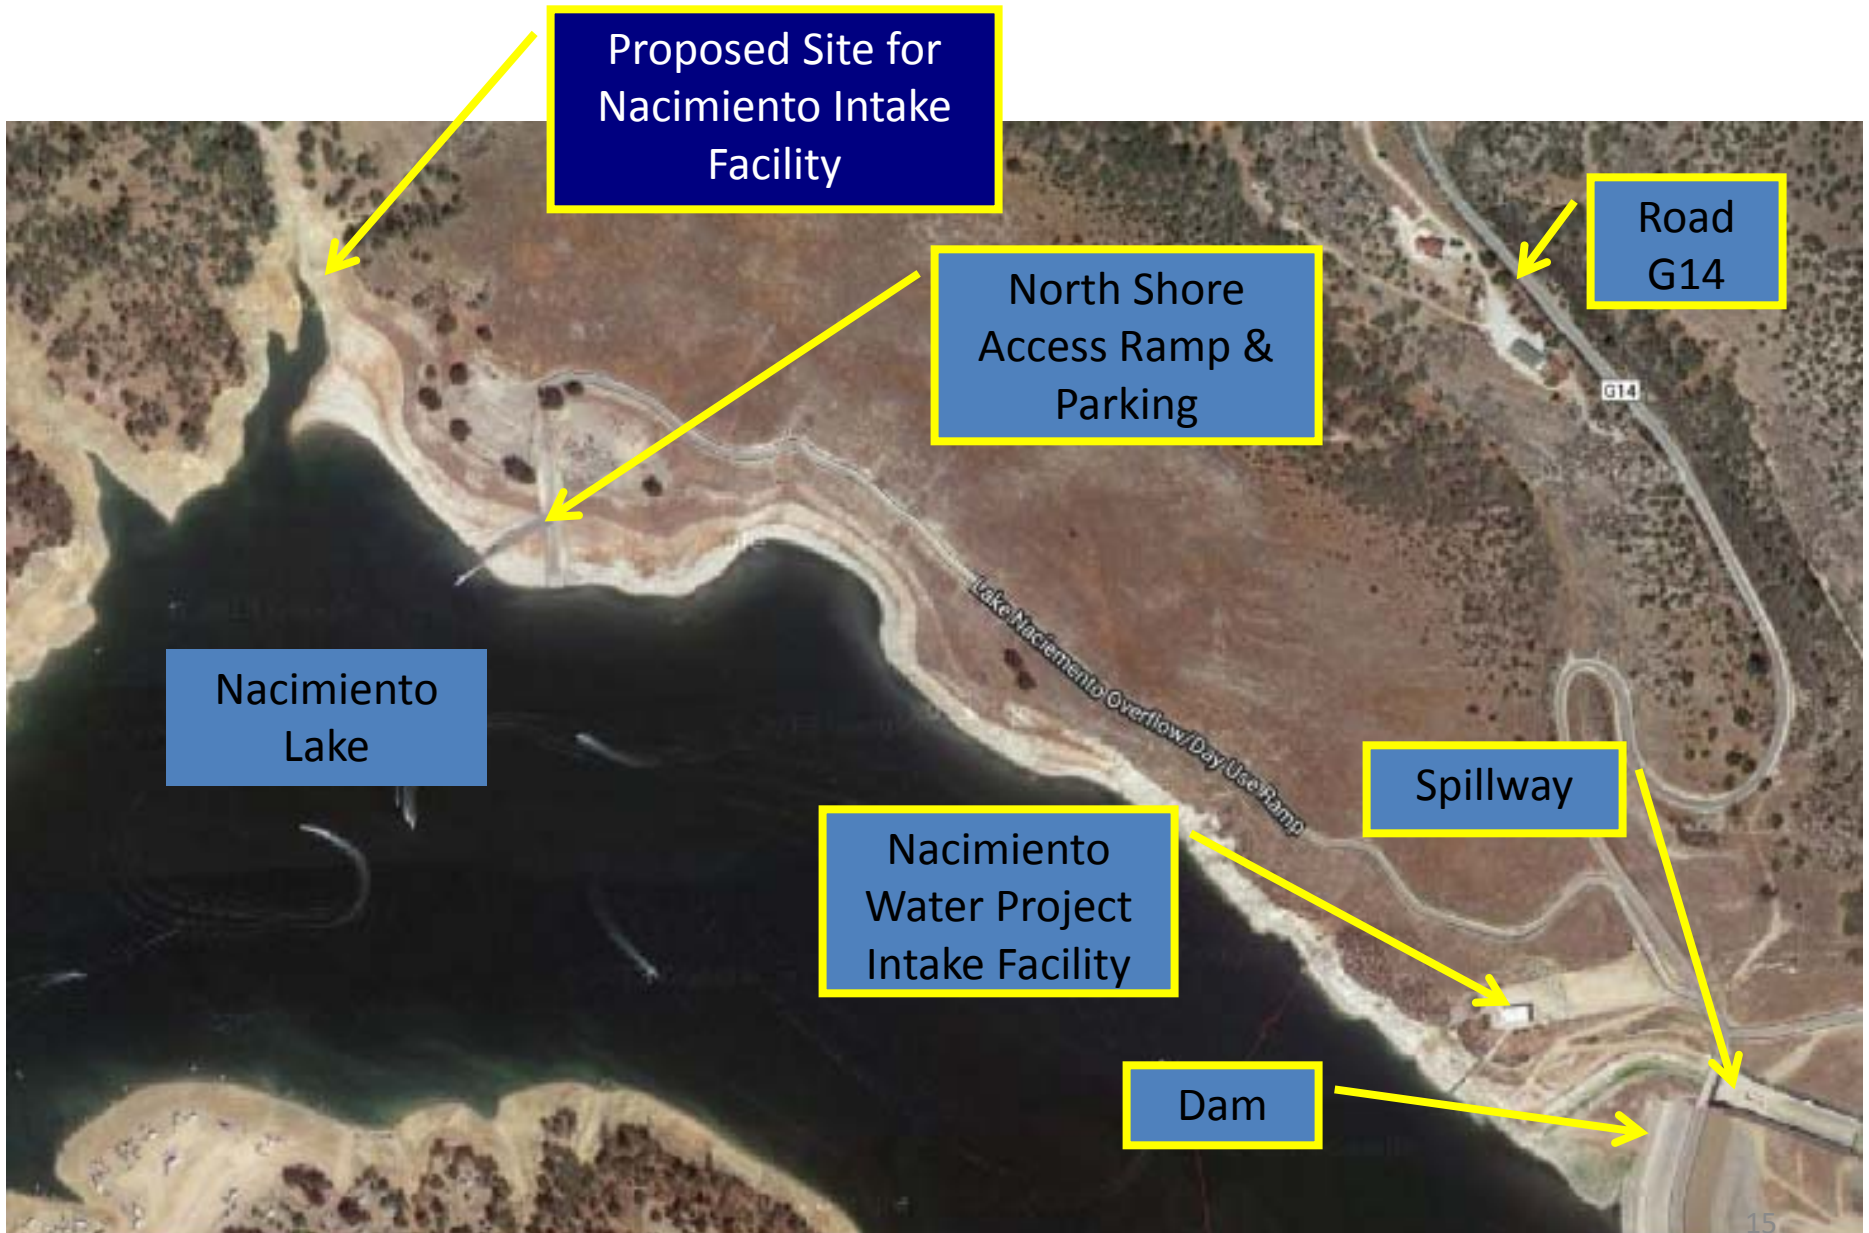 Proposed Site for
Nacimiento Intake
Facility
Road
G14
North Shore
Access Ramp &
Parking
G14
Lake Naciemento Overflow/Day Use Ramp
Nacimiento
Lake
Spillway
Nacimiento
Water Project
Intake Facility
Dam
15